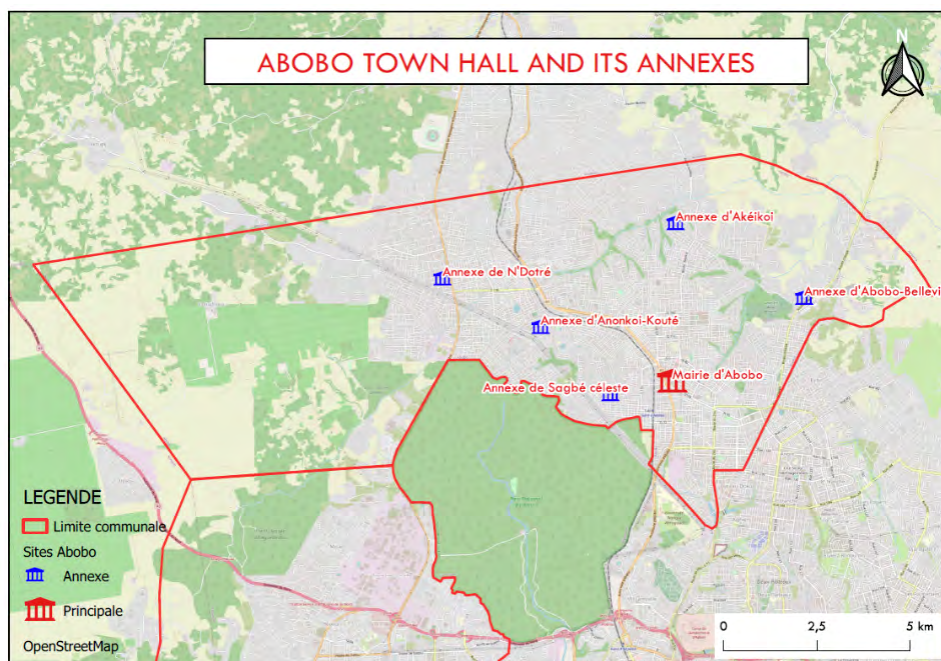 ABOBO TOWN HALL AND ITS ANNEXES
N
Annexe d'Akéikoi
Annexe de N'Dotré
Annexe d'Abobo-Bellevi
Annexe d'Anonkoi-Kouté
Mairie d'Abobo
Annexe de Sagbé céleste
LEGENDE
Limite communale
Sites Abobo
Annexe
Principale
OpenStreetMap
0 2,5 5 km